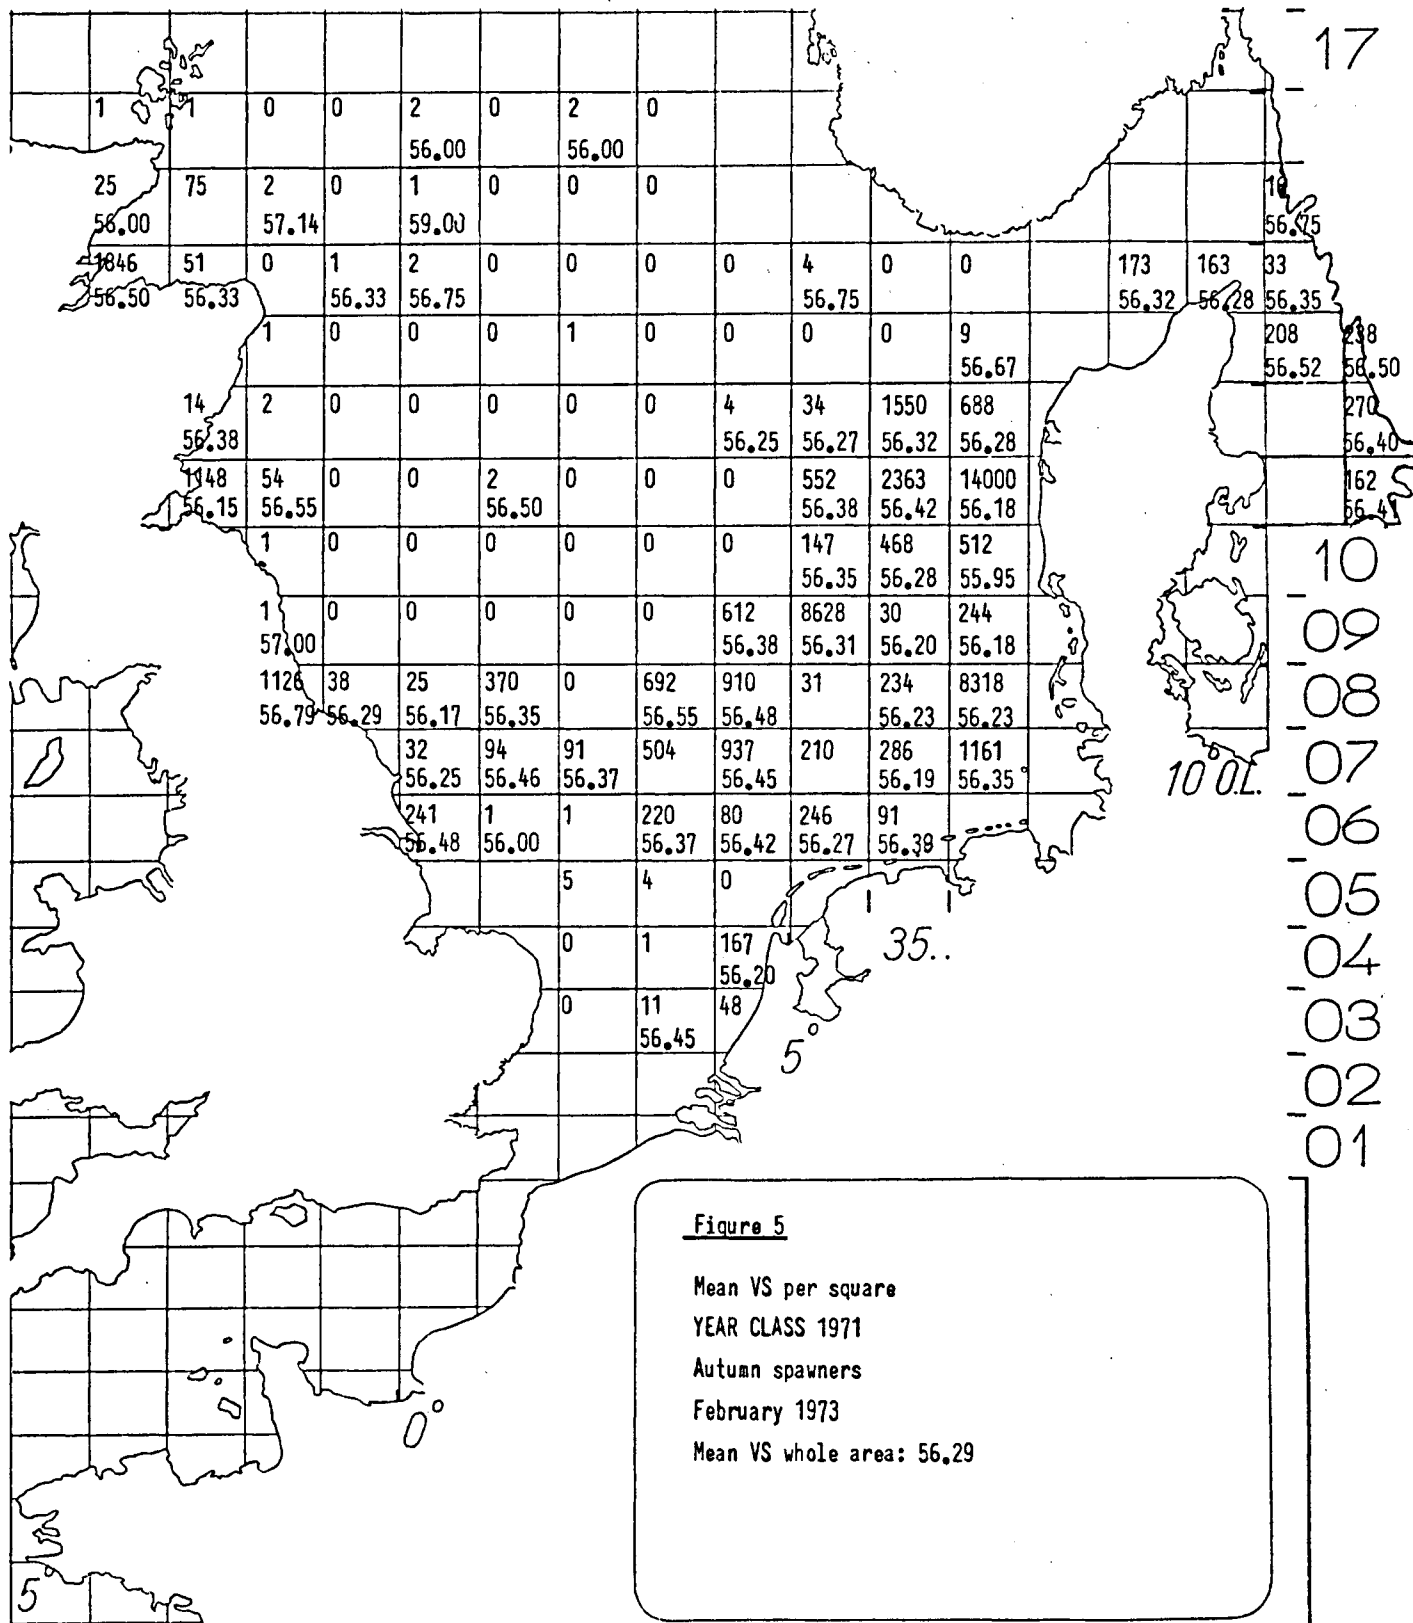 17
1 1 0 0 2 0 2 0
56.00 56.00
25 75 2 0 1 0 0 0
56.00 57.14 59.00 56.75
1846 51 0 1 2 0 0 0 0 4 0 0 173 163 33
56.50 56.33 56.33 56.75 56.75 56.32 56.28 56.35
1 0 0 0 1 0 0 0 0 9 208 238
56.67 56.52 56.50
14 2 0 0 0 0 0 4 34 1550 688 270
56.38 56.25 56.27 56.32 56.28 56.40
1148 54 0 0 2 0 0 0 552 2363 14000 162
56.15 56.55 56.50 56.38 56.42 56.18 56.41
1 0 0 0 0 0 0 147 468 512 10
56.35 56.28 55.95
1 0 0 0 0 0 612 8628 30 244 09
57.00 56.38 56.31 56.20 56.18
1126 38 25 370 0 692 910 31 234 8318 08
56.79 56.29 56.17 56.35 56.55 56.48 56.23 56.23
32 94 91 504 937 210 286 1161 07
56.25 56.46 56.37 56.45 56.19 56.35
10°O.L.
241 1 1 220 80 246 91 06
56.48 56.00 56.37 56.42 56.27 56.39
5 4 0 05
0 1 167 35.. 04
56.20
0 11 48 03
56.45
5°
02
01
Figure 5
Mean VS per square
YEAR CLASS 1971
Autumn spawners
February 1973
Mean VS whole area: 56.29
0°
5°